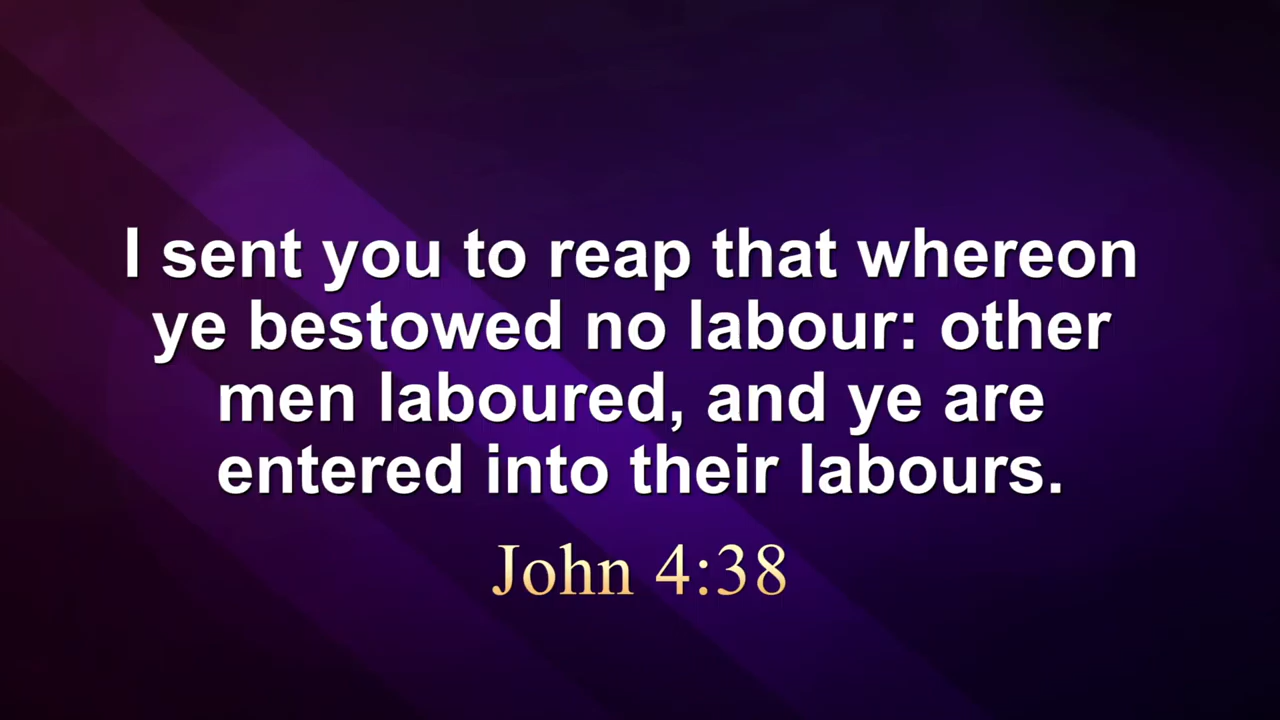 I sent you to reap that whereon
ye bestowed no labour: other
men laboured, and ye are
entered into their labours.
John 4:38